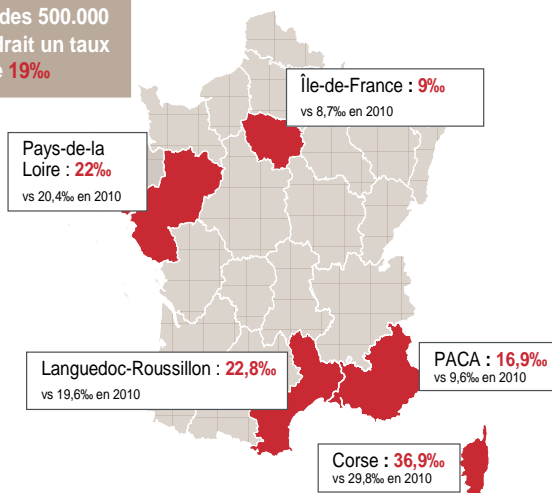 des 500.000
drait un taux
19‰
Île-de-France : 9‰
vs 8,7‰ en 2010
Pays-de-la
Loire : 22‰
vs 20,4‰ en 2010
Languedoc-Roussillon : 22,8‰
vs 19,6‰ en 2010
PACA : 16,9‰
vs 9,6‰ en 2010
Corse : 36,9‰
vs 29,8‰ en 2010